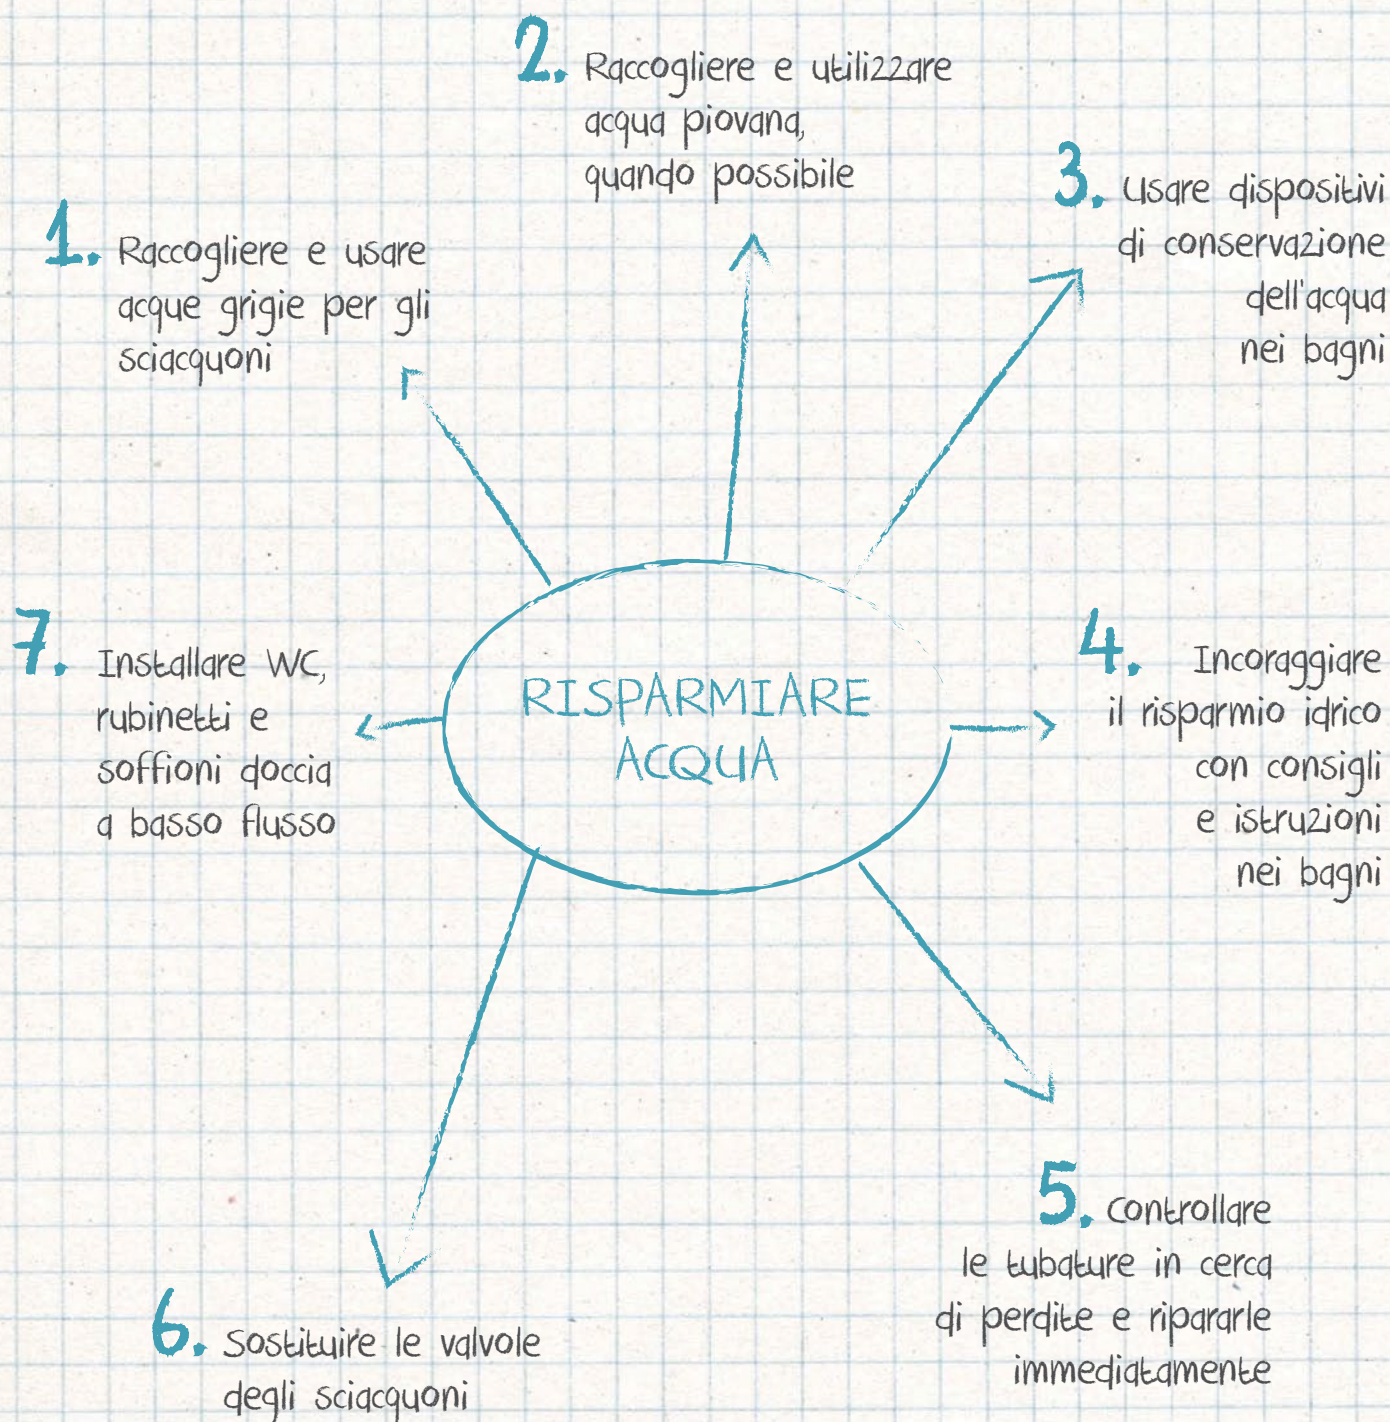 2. Raccogliere e utilizzare
acqua piovana,
quando possibile
3. Usare dispositivi
di conservazione
dell'acqua
nei bagni
1. Raccogliere e usare
acque grigie per gli
sciacquoni
7. Installare WC,
rubinetti e
soffioni doccia
a basso flusso
RISPARMIARE
ACQUA
4. Incoraggiare
il risparmio idrico
con consigli
e istruzioni
nei bagni
5. Controllare
le tubature in cerca
di perdite e ripararle
immediatamente
6. Sostituire le valvole
degli sciacquoni